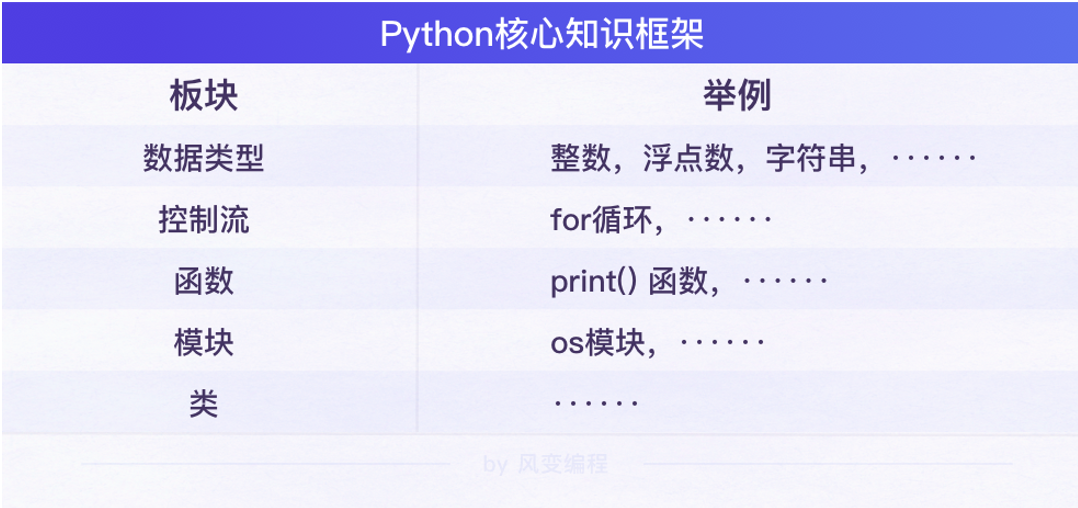 Python核心知识框架
板块 举例
数据类型 整数，浮点数，字符串，······
控制流 for循环，······
函数 print() 函数，······
模块 os模块，······
类 ······
by 风变编程